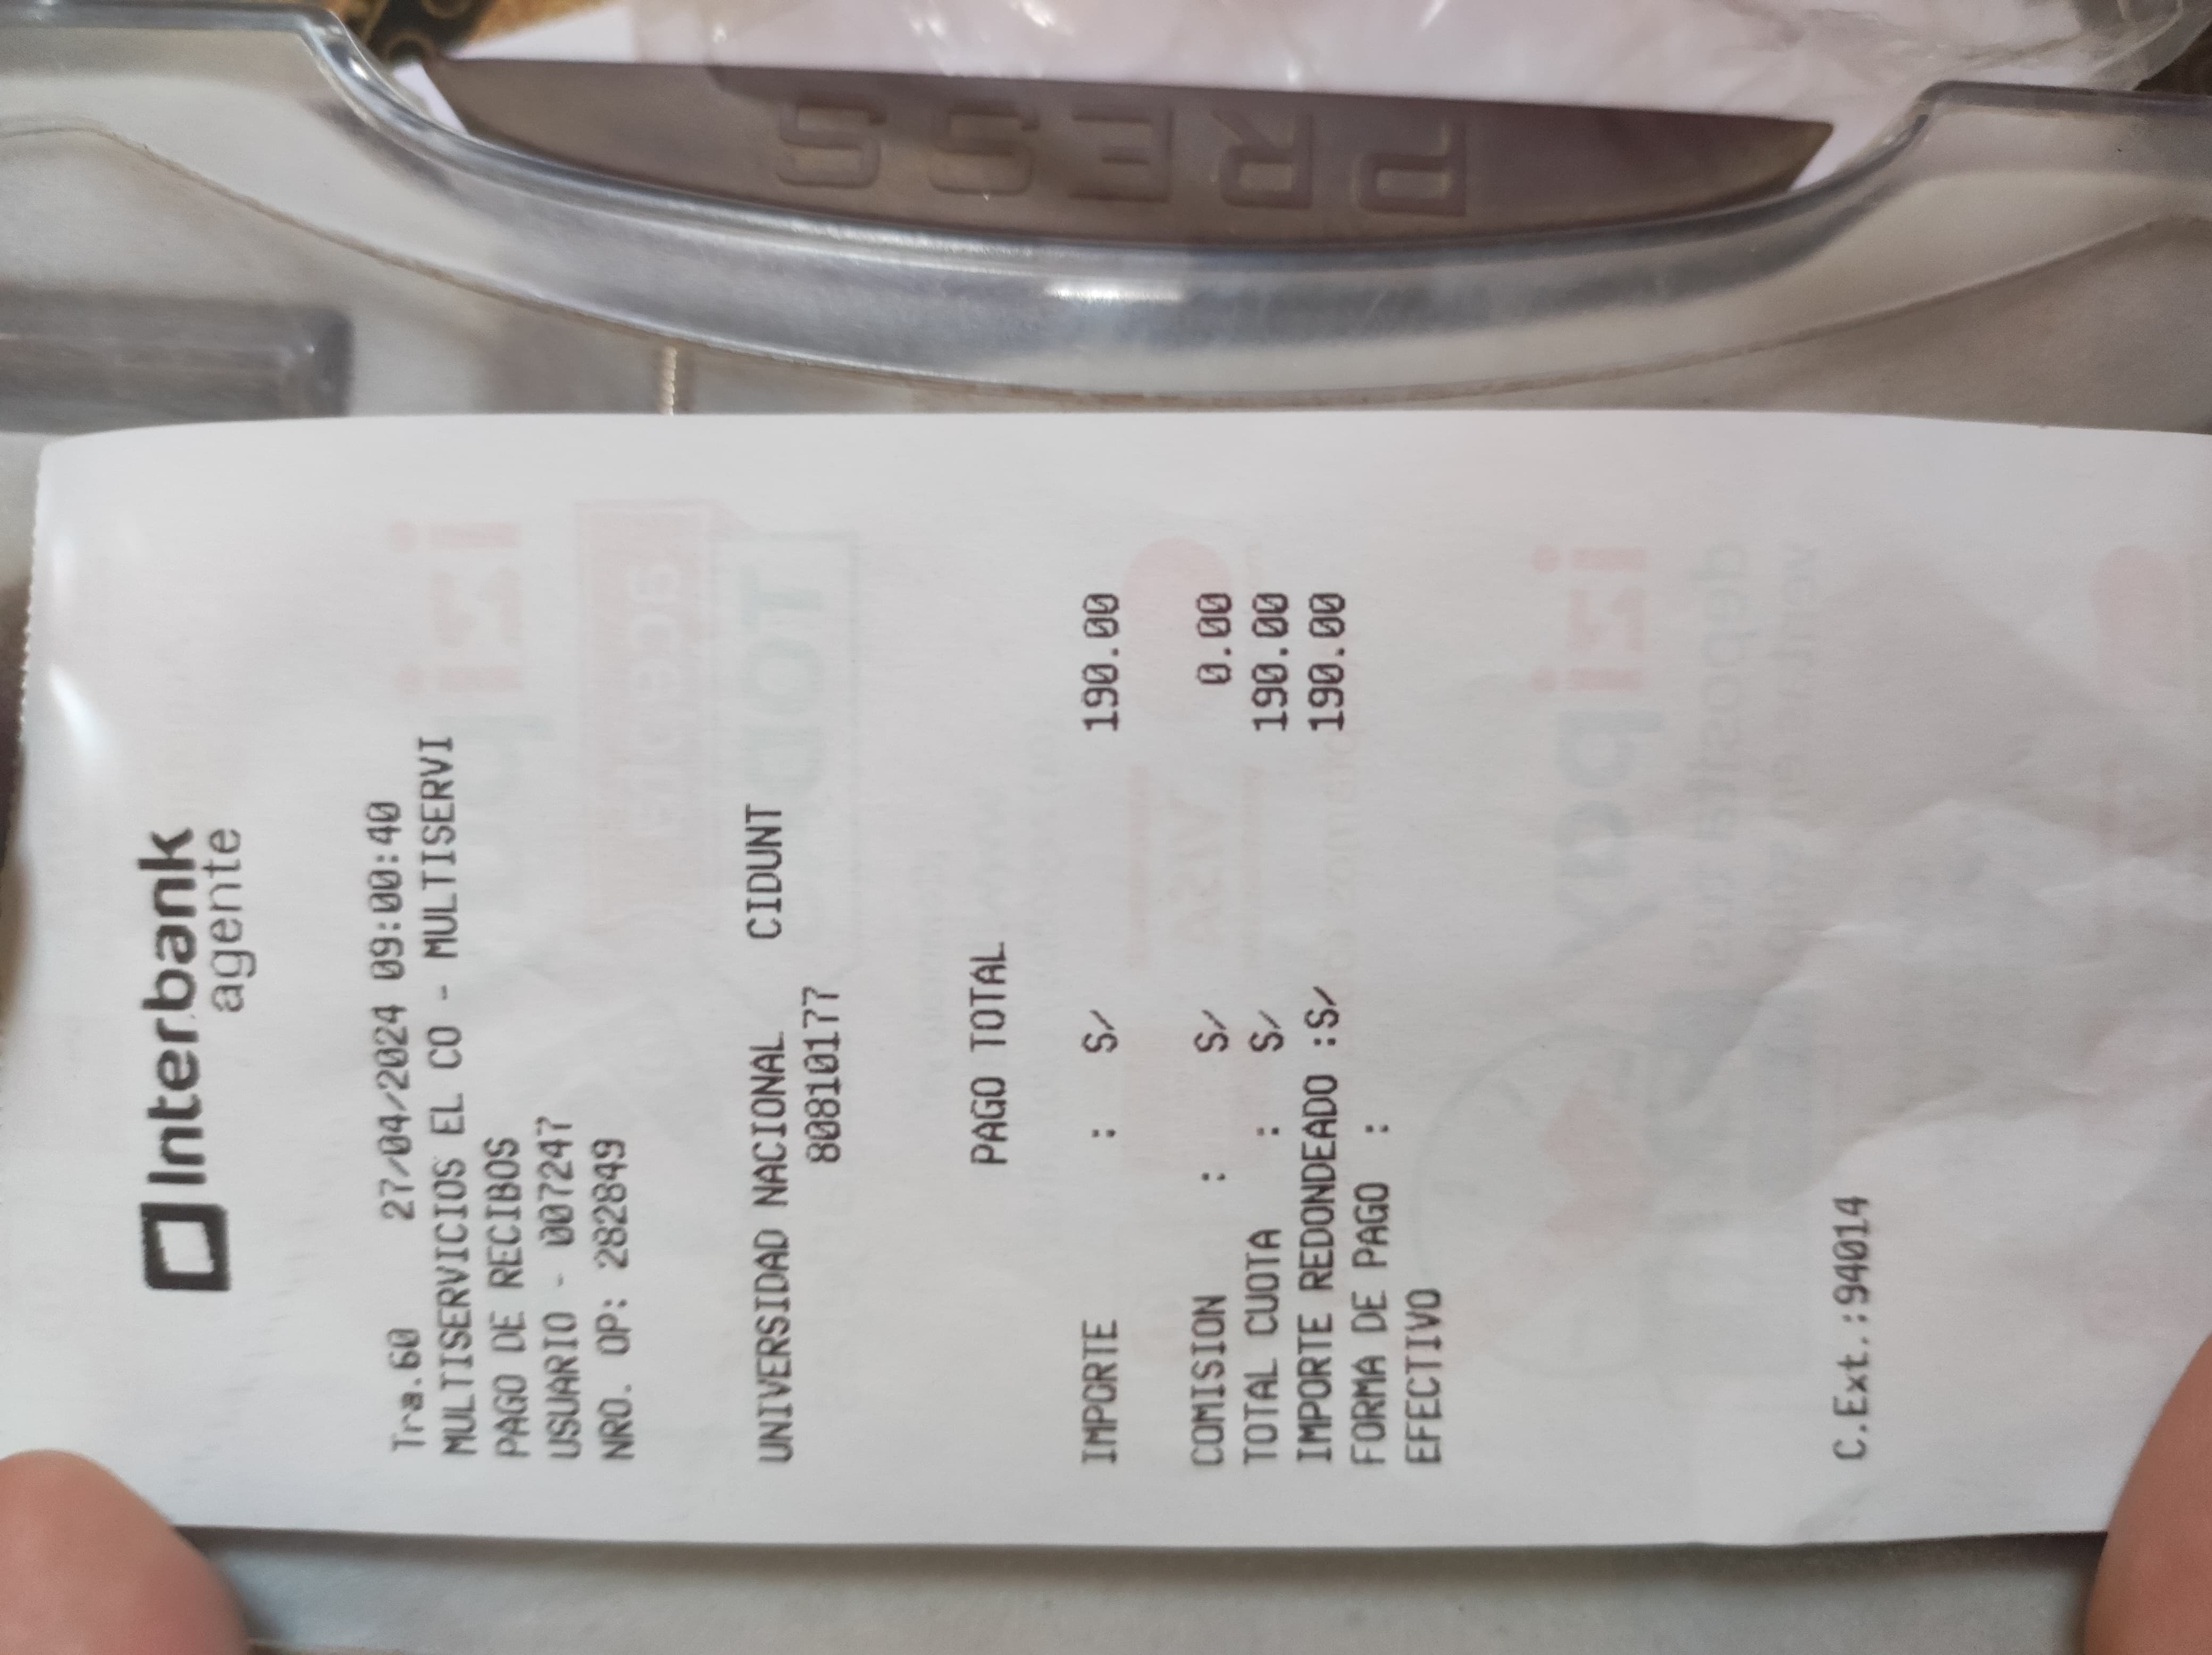 PRESS
Interbank
agente
Tra.60 27/04/2024 09:00:40
MULTISERVICIOS EL CO - MULTISERVI
PAGO DE RECIBOS
USUARIO - 007247
NRO. OP: 282849
UNIVERSIDAD NACIONAL CIDUNT
80810177
PAGO TOTAL
IMPORTE : S/ 190.00
COMISION : S/ 0.00
TOTAL CUOTA : S/ 190.00
IMPORTE REDONDEADO :S/ 190.00
FORMA DE PAGO :
EFECTIVO
C.Ext.:94014